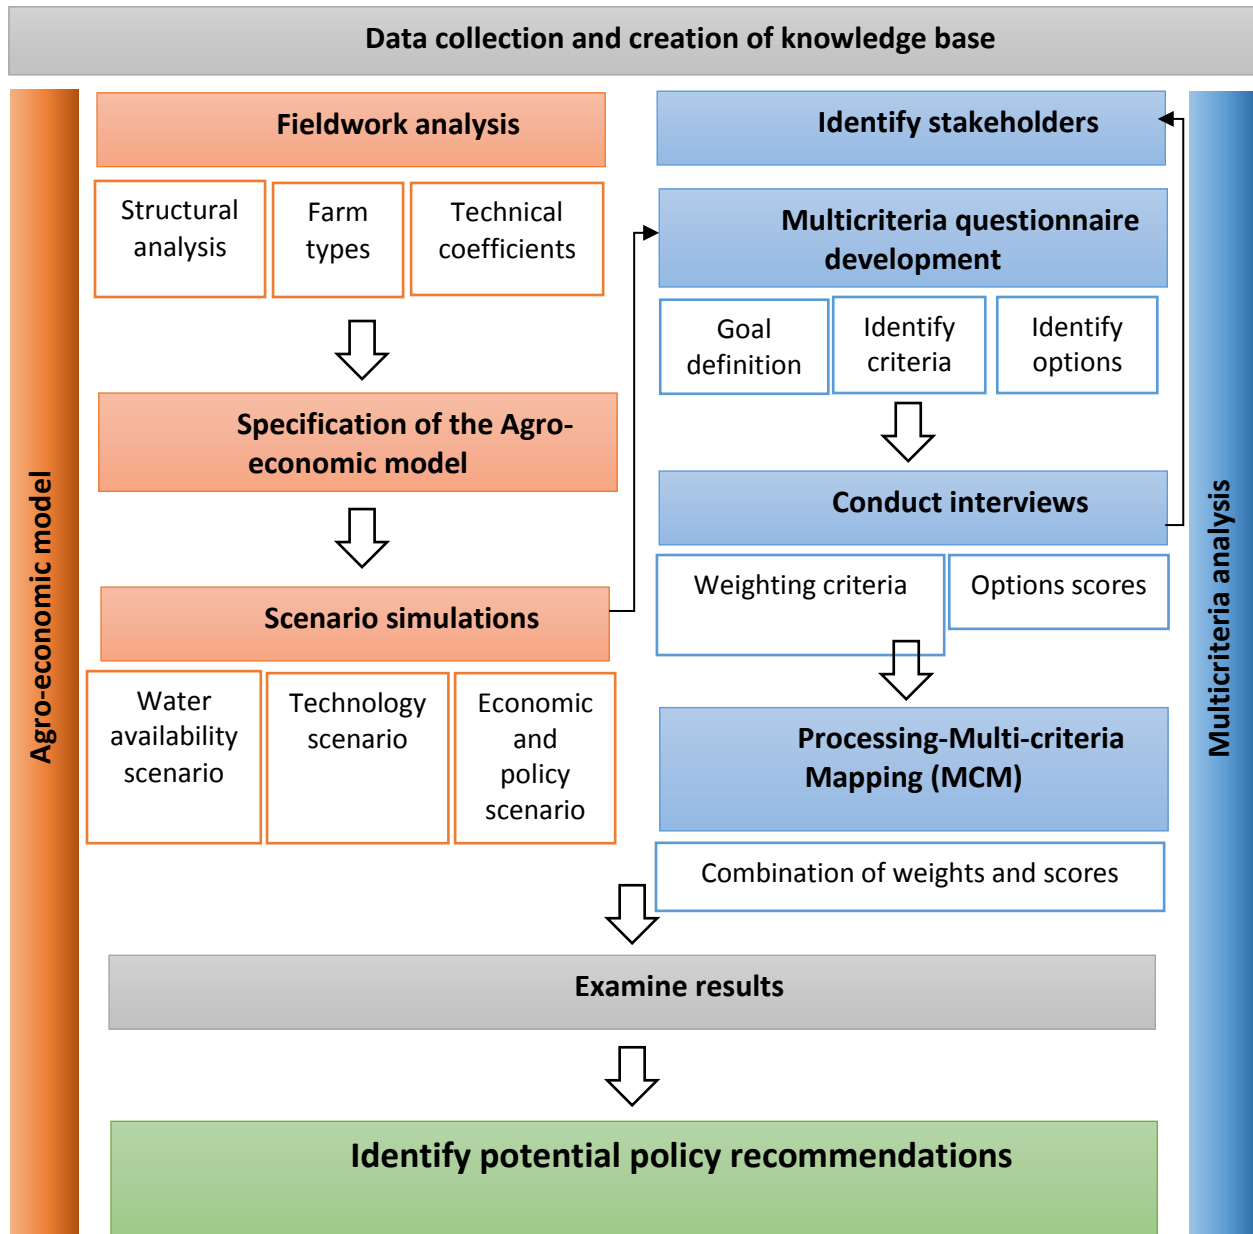 Data collection and creation of knowledge base
Agro-economic model
Fieldwork analysis
Structural
analysis
Farm
types
Technical
coefficients
Specification of the Agro-
economic model
Scenario simulations
Water
availability
scenario
Technology
scenario
Economic
and
policy
scenario
Identify stakeholders
Multicriteria questionnaire
development
Goal
definition
Identify
criteria
Identify
options
Conduct interviews
Weighting criteria
Options scores
Processing-Multi-criteria
Mapping (MCM)
Combination of weights and scores
Multicriteria analysis
Examine results
Identify potential policy recommendations